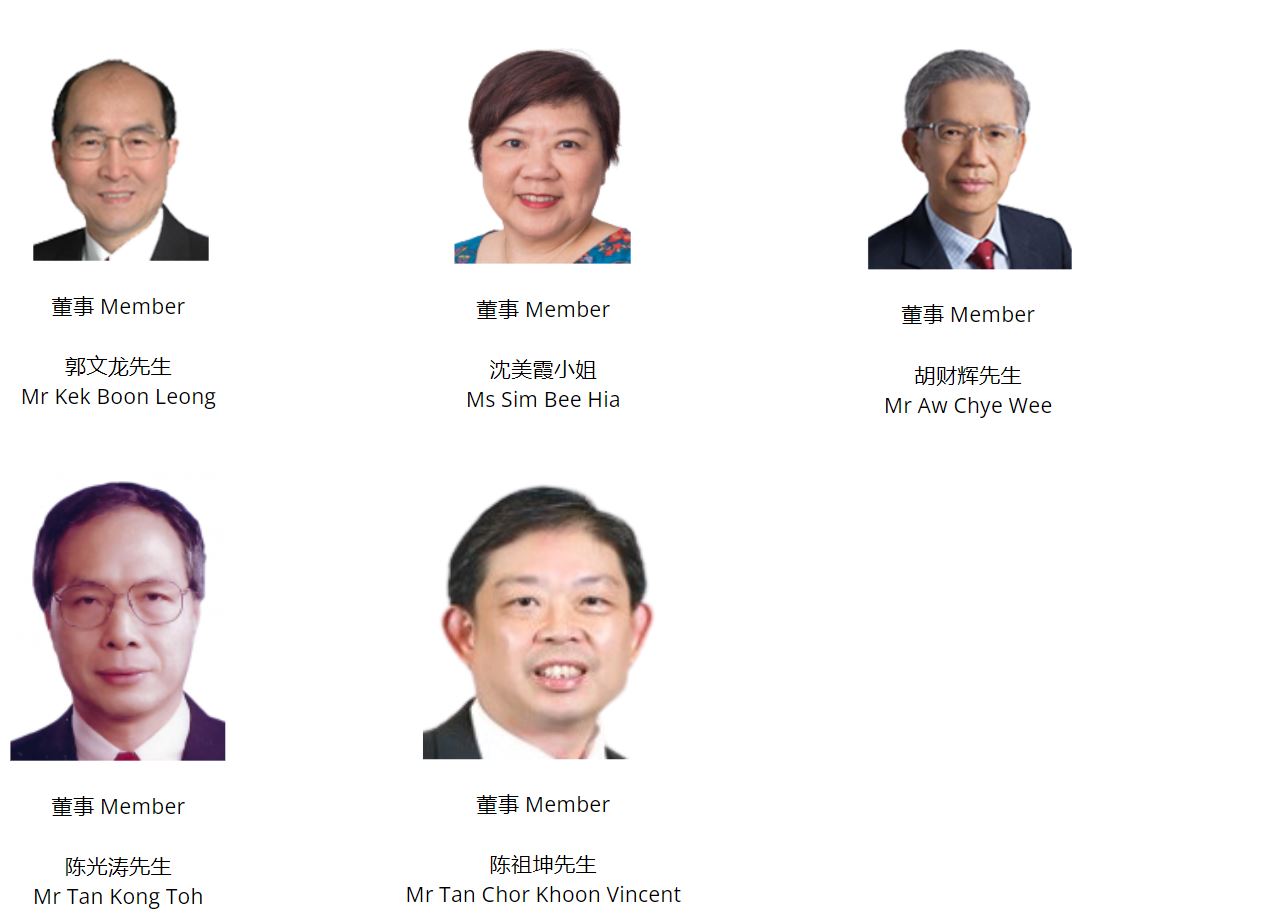 董事 Member
郭文龙先生
Mr Kek Boon Leong
董事 Member
沈美霞小姐
Ms Sim Bee Hia
董事 Member
胡财辉先生
Mr Aw Chye Wee
董事 Member
陈光涛先生
Mr Tan Kong Toh
董事 Member
陈祖坤先生
Mr Tan Chor Khoon Vincent